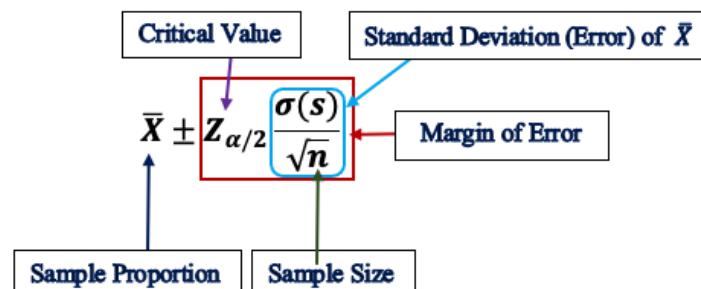 Critical Value
Standard Deviation (Error) of X̄
X̄ ± Z_{α/2} σ(s)/√n
Margin of Error
Sample Proportion
Sample Size